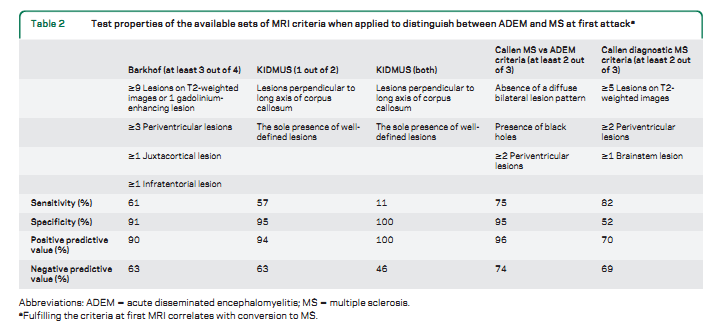 Table 2 Test properties of the available sets of MRI criteria when applied to distinguish between ADEM and MS at first attack*
Barkhof (at least 3 out of 4)
KIDMUS (1 out of 2)
KIDMUS (both)
Callen MS vs ADEM
criteria (at least 2 out
of 3)
Callen diagnostic MS
criteria (at least 2 out
of 3)
≥9 Lesions on T2-weighted
images or 1 gadolinium-
enhancing lesion
Lesions perpendicular to
long axis of corpus
callosum
Lesions perpendicular to
long axis of corpus
callosum
Absence of a diffuse
bilateral lesion pattern
≥5 Lesions on T2-
weighted images
≥3 Periventricular lesions
The sole presence of well-
defined lesions
The sole presence of well-
defined lesions
Presence of black
holes
≥2 Periventricular
lesions
≥1 Juxtacortical lesion
≥2 Periventricular
lesions
≥1 Brainstem lesion
≥1 Infratentorial lesion
Sensitivity (%) 61 57 11 75 82
Specificity (%) 91 95 100 95 52
Positive predictive
value (%)
90 94 100 96 70
Negative predictive
value (%)
63 63 46 74 69
Abbreviations: ADEM = acute disseminated encephalomyelitis; MS = multiple sclerosis.
*Fulfilling the criteria at first MRI correlates with conversion to MS.